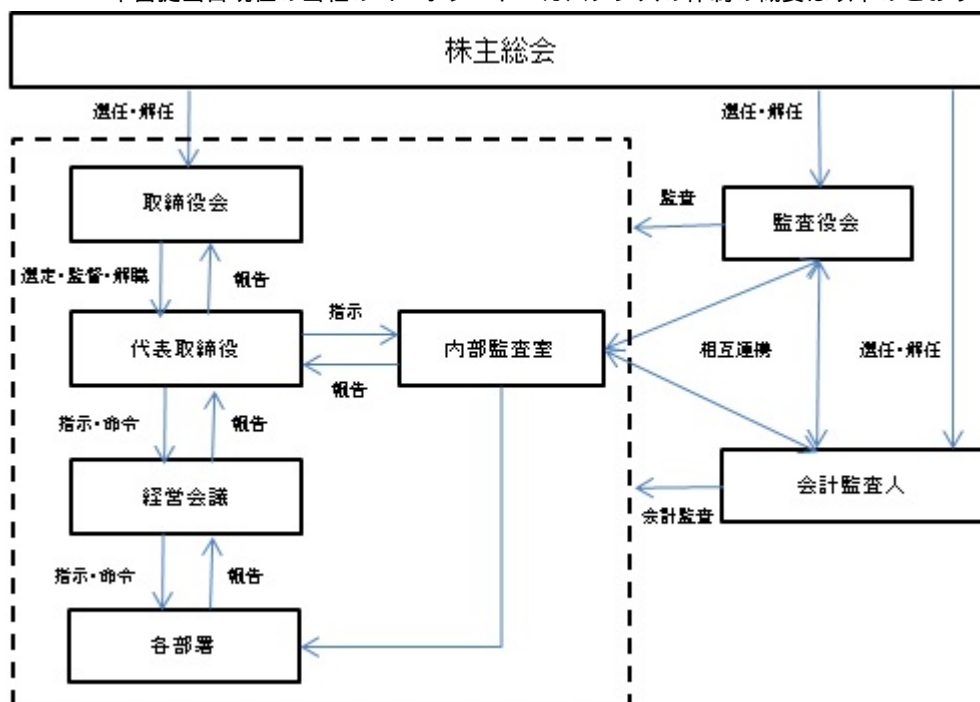 株主総会
選任・解任
選任・解任
取締役会
監査
監査役会
選定・監督・解職
報告
指示
代表取締役
内部監査室
相互連携
選任・解任
報告
指示・命令
報告
経営会議
会計監査人
会計監査
指示・命令
報告
各部署